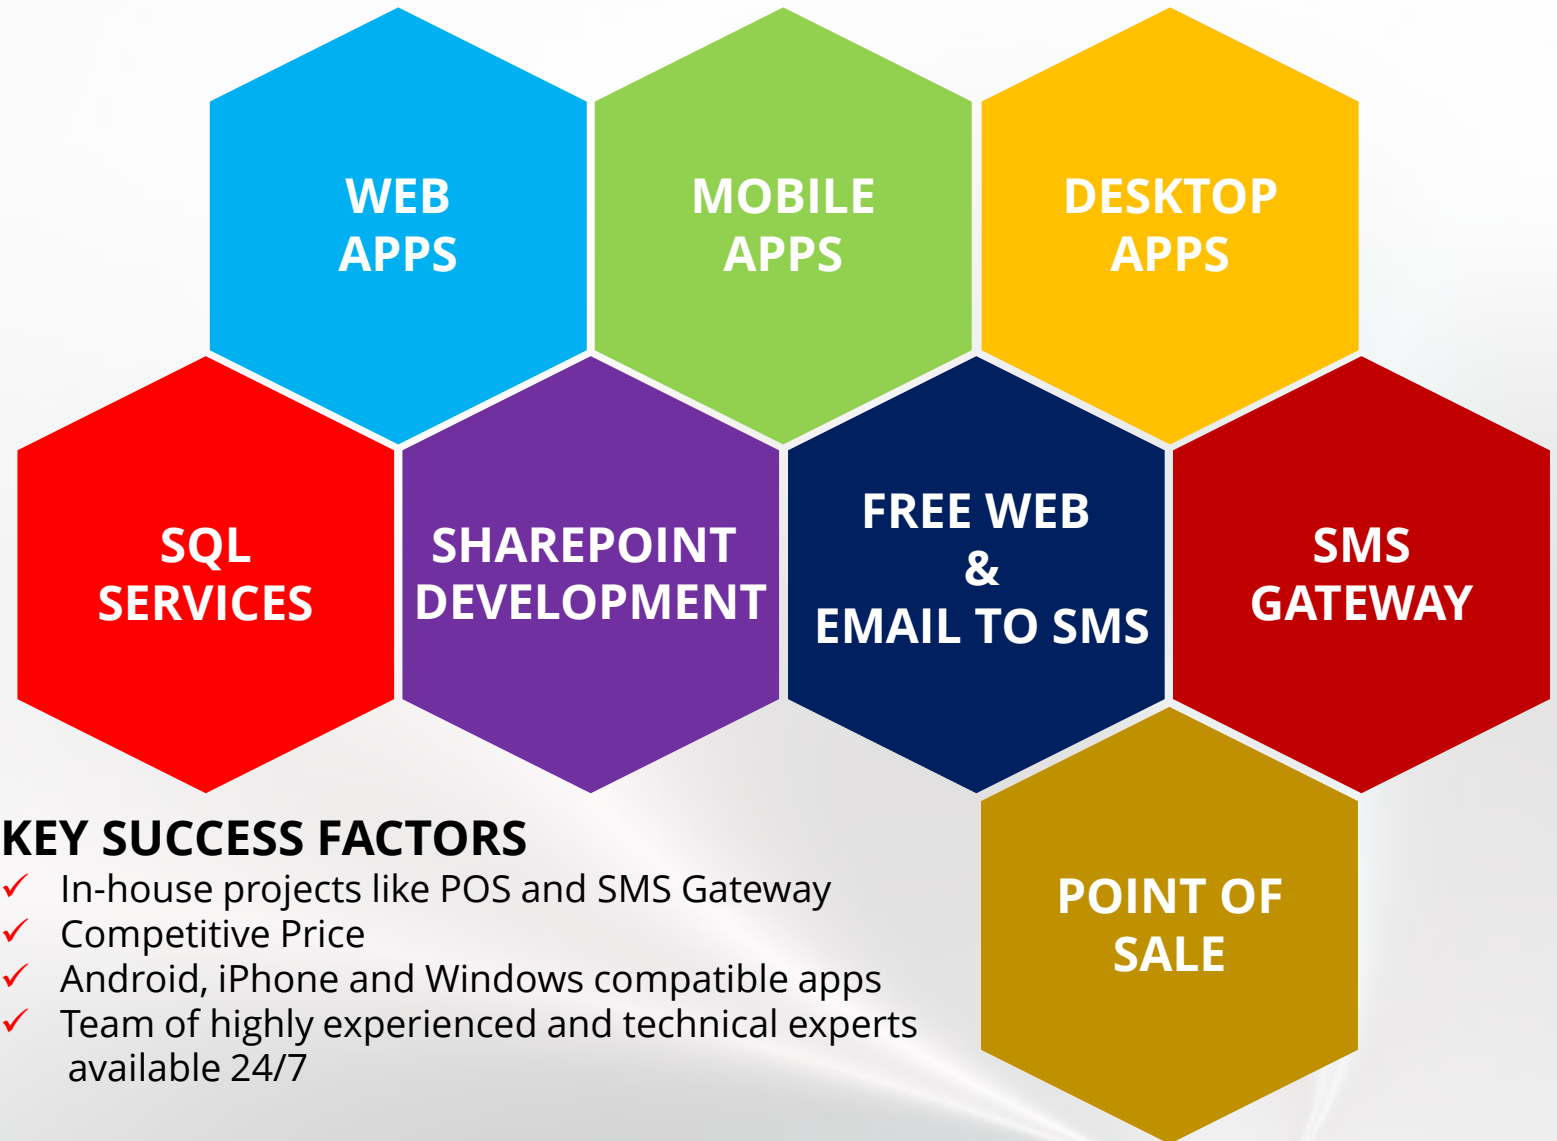 WEB
APPS
MOBILE
APPS
DESKTOP
APPS
SQL
SERVICES
SHAREPOINT
DEVELOPMENT
FREE WEB
&
EMAIL TO SMS
SMS
GATEWAY
POINT OF
SALE
KEY SUCCESS FACTORS
✓ In-house projects like POS and SMS Gateway
✓ Competitive Price
✓ Android, iPhone and Windows compatible apps
✓ Team of highly experienced and technical experts
available 24/7